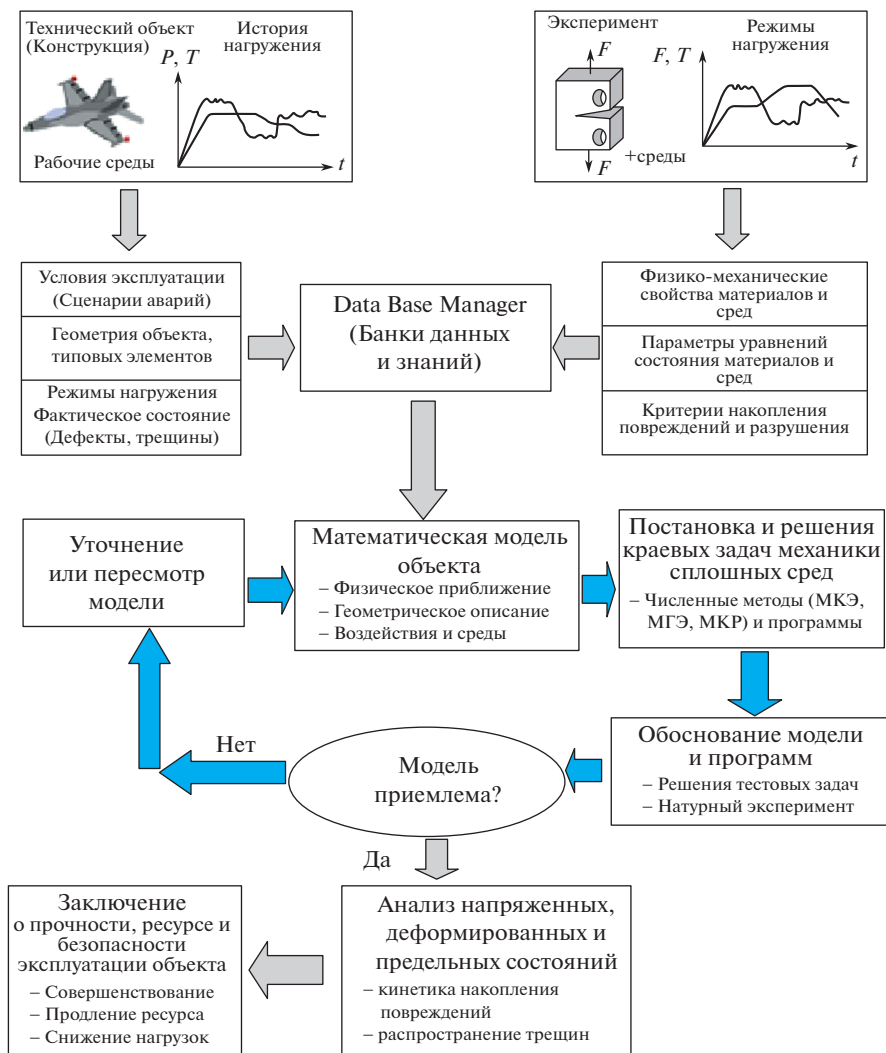 Технический объект
(Конструкция)
История
нагружения
P, T
Рабочие среды
t
Эксперимент
F
F
+среды
Режимы
нагружения
F, T
t
Условия эксплуатации
(Сценарии аварий)
Геометрия объекта,
типовых элементов
Режимы нагружения
Фактическое состояние
(Дефекты, трещины)
Data Base Manager
(Банки данных
и знаний)
Физико-механические
свойства материалов и
сред
Параметры уравнений
состояния материалов и
сред
Критерии накопления
повреждений и разрушения
Уточнение
или пересмотр
модели
Математическая модель
объекта
– Физическое приближение
– Геометрическое описание
– Воздействия и среды
Постановка и решения
краевых задач механики
сплошных сред
– Численные методы (МКЭ,
МГЭ, МКР) и программы
Обоснование модели
и программ
– Решения тестовых задач
– Натурный эксперимент
Модель
приемлема?
Нет
Да
Анализ напряженных,
деформированных и
предельных состояний
– кинетика накопления
повреждений
– распространение трещин
Заключение
о прочности, ресурсе и
безопасности
эксплуатации объекта
– Совершенствование
– Продление ресурса
– Снижение нагрузок